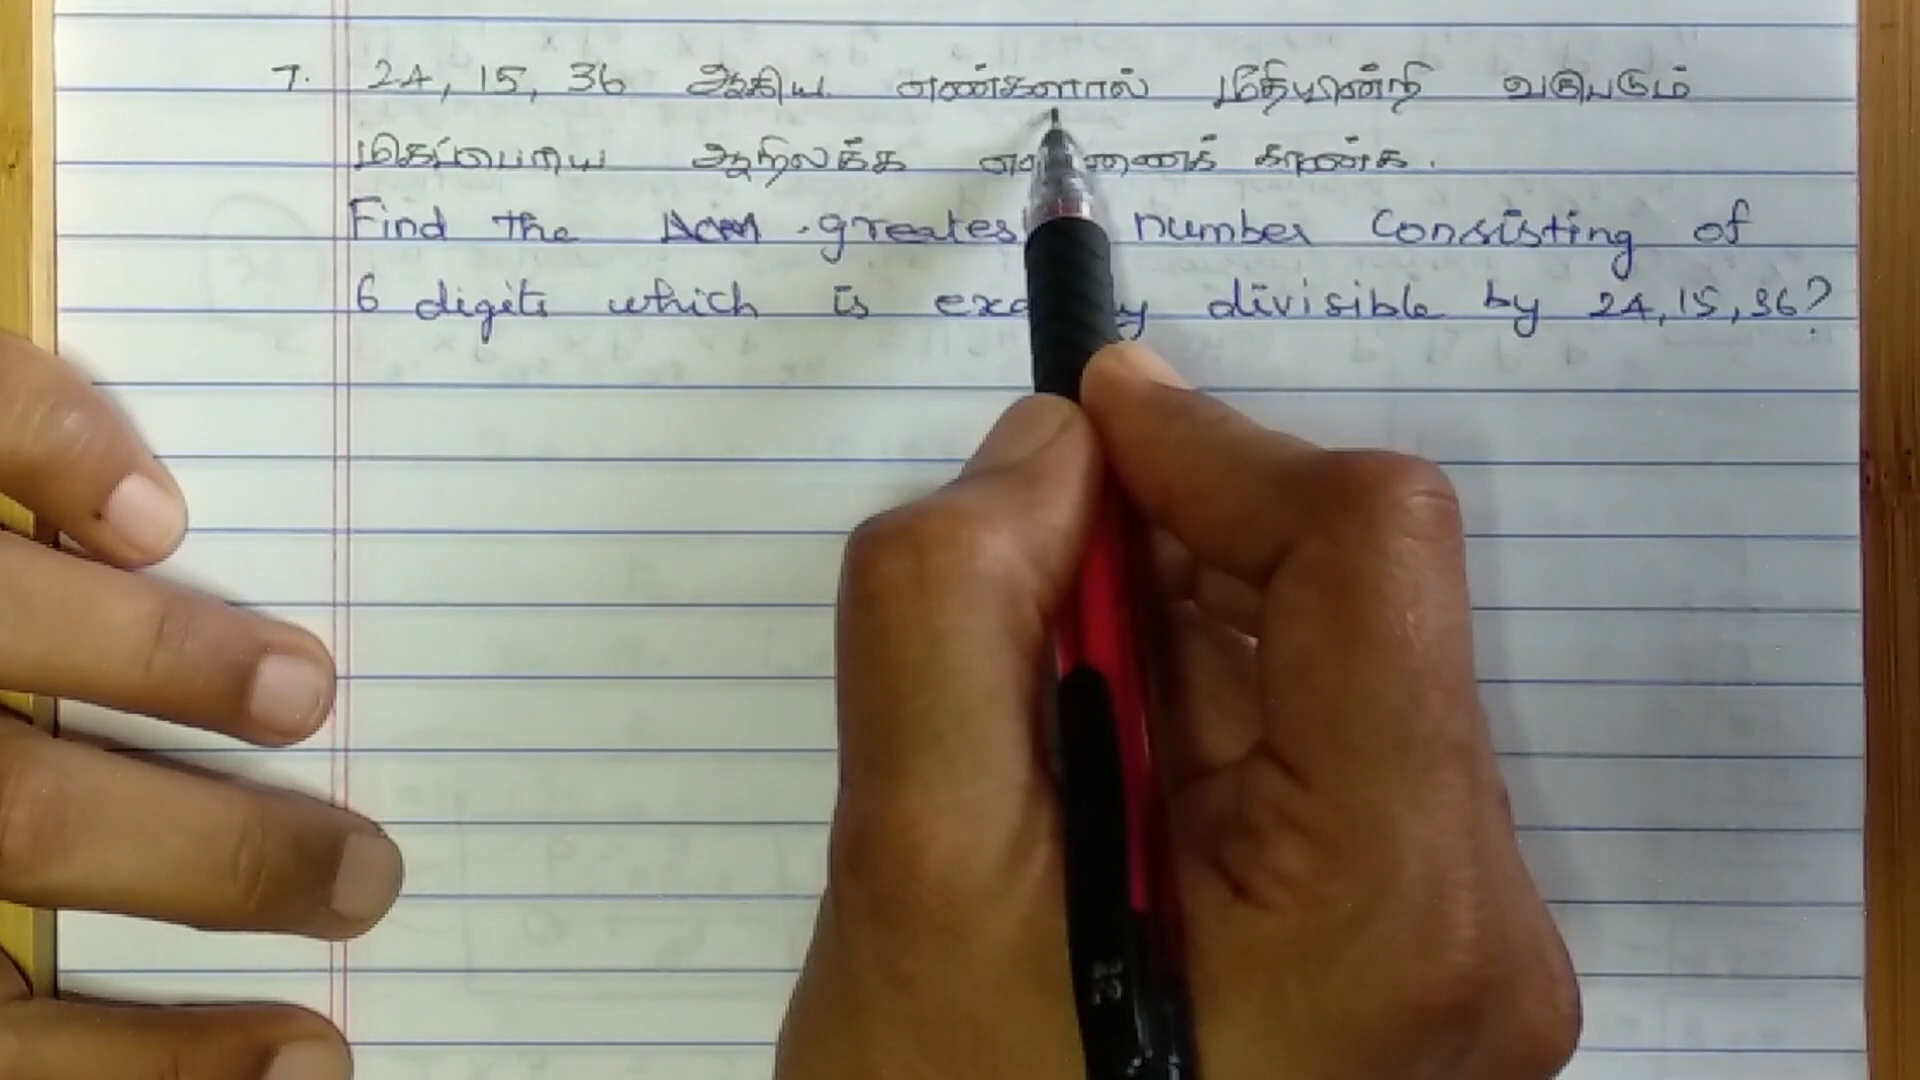 7. 24, 15, 36 ஆகிய எண்களால் மீதியின்றி வகுபடும்
மிகப்பெரிய ஆறிலக்க காண்க.
Find the greates number Consisting of
6 digits which is divisible by 24, 15, 36?